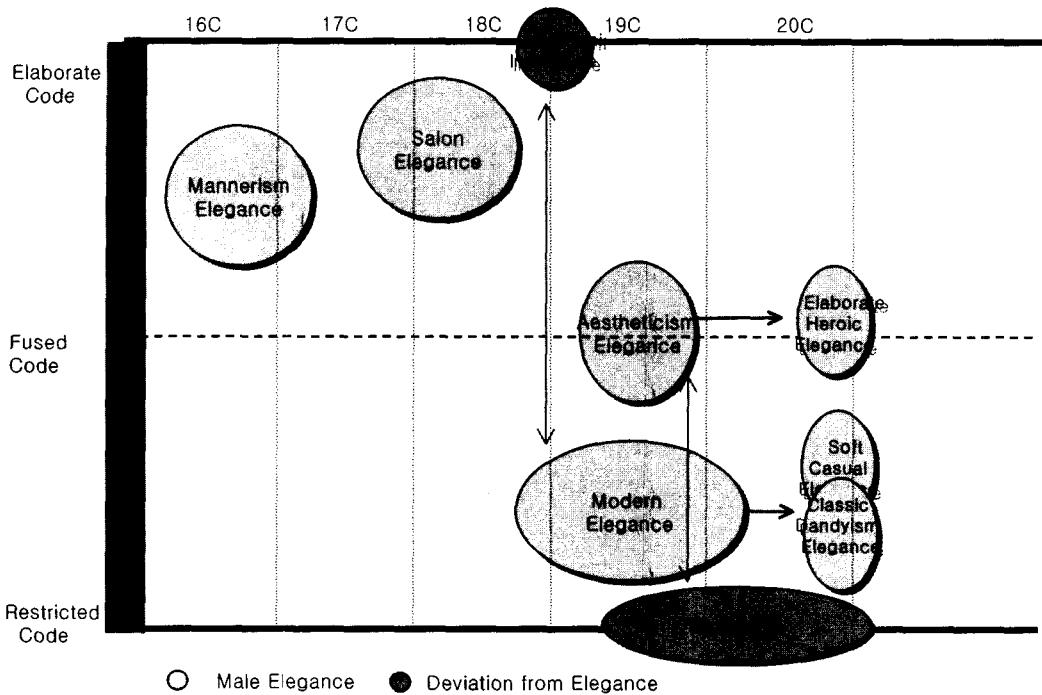 16C 17C 18C 19C 20C
Elaborate
Code
Salon
Elegance
Mannerism
Elegance
Aestheticism
Elegance
Elaborate
Heroic
Elegance
Fused
Code
Soft
Casual
Modern
Elegance
Classic
Dandyism
Elegance
Restricted
Code
Male Elegance
Deviation from Elegance